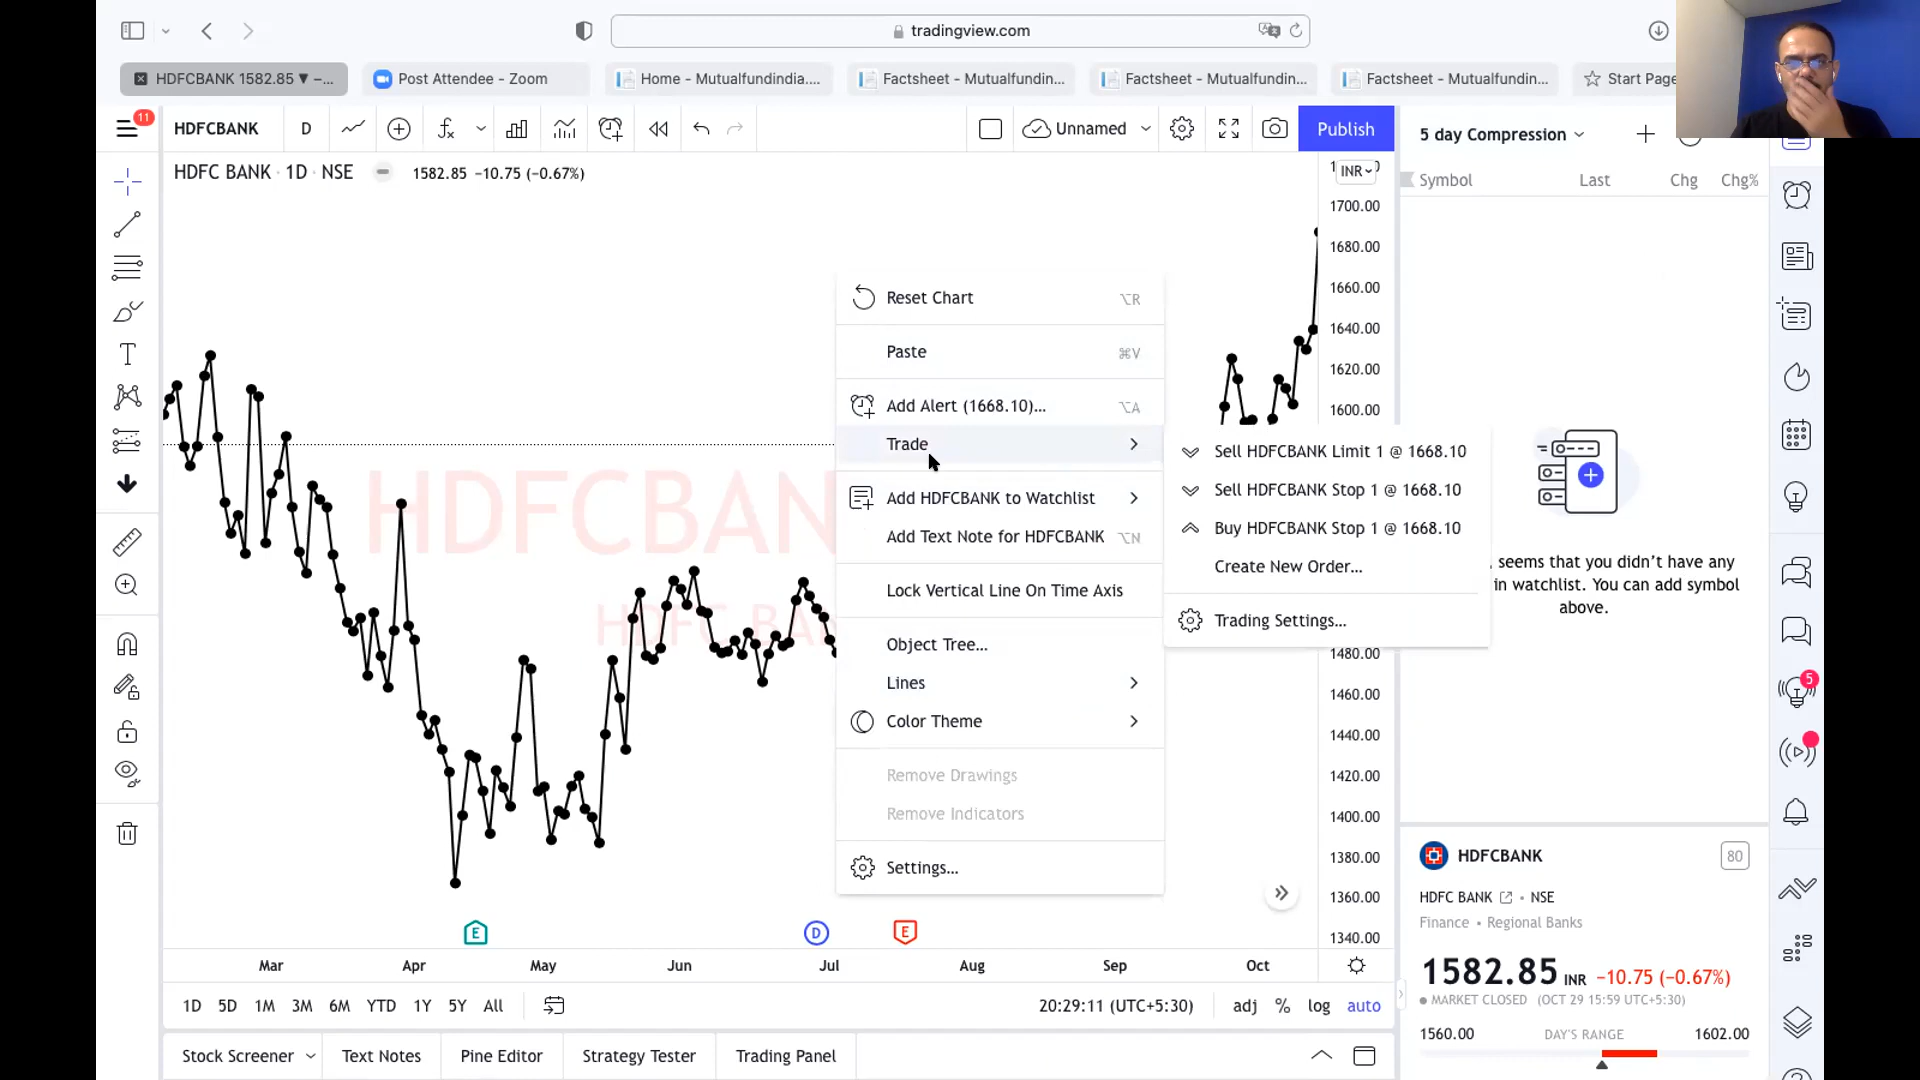 tradingview.com
HDFCBANK 1582.85 ▼ –...
Post Attendee - Zoom
Home - Mutualfundindia....
Factsheet - Mutualfundin...
Factsheet - Mutualfundin...
Factsheet - Mutualfundin...
Start Page
11
HDFCBANK
D
Unnamed
Publish
5 day Compression
HDFC BANK · 1D · NSE
1582.85 −10.75 (−0.67%)
INR
Symbol
Last
Chg
Chg%
1700.00
1680.00
1660.00
1640.00
1620.00
1600.00
1480.00
1460.00
1440.00
1420.00
1400.00
1380.00
1360.00
1340.00
HDFCBAN
HDFC BA
Reset Chart ⌥R
Paste ⌘V
Add Alert (1668.10)... ⌥A
Trade
Add HDFCBANK to Watchlist
Add Text Note for HDFCBANK ⌥N
Lock Vertical Line On Time Axis
Object Tree...
Lines
Color Theme
Remove Drawings
Remove Indicators
Settings...
Sell HDFCBANK Limit 1 @ 1668.10
Sell HDFCBANK Stop 1 @ 1668.10
Buy HDFCBANK Stop 1 @ 1668.10
Create New Order...
Trading Settings...
seems that you didn't have any
in watchlist. You can add symbol
above.
5
E
D
E
Mar
Apr
May
Jun
Jul
Aug
Sep
Oct
1D 5D 1M 3M 6M YTD 1Y 5Y All
20:29:11 (UTC+5:30)
adj % log auto
Stock Screener
Text Notes
Pine Editor
Strategy Tester
Trading Panel
HDFCBANK
80
HDFC BANK • NSE
Finance • Regional Banks
1582.85 INR −10.75 (−0.67%)
● MARKET CLOSED (OCT 29 15:59 UTC+5:30)
1560.00 DAY'S RANGE 1602.00